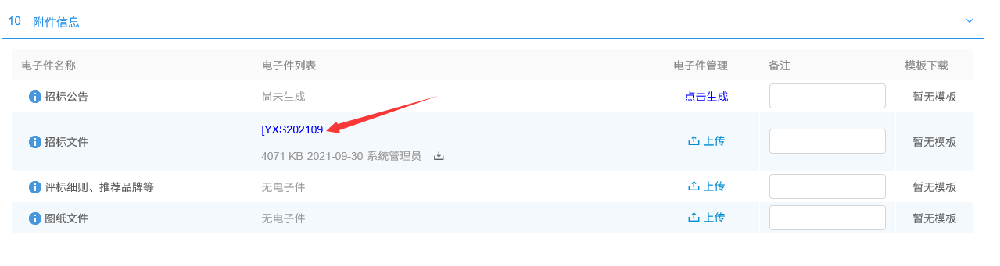 10 附件信息
电子件名称 电子件列表 电子件管理 备注 模板下载
招标公告 尚未生成 点击生成 暂无模板
[YXS202109...
招标文件 上传 暂无模板
4071 KB 2021-09-30 系统管理员
评标细则、推荐品牌等 无电子件 上传 暂无模板
图纸文件 无电子件 上传 暂无模板